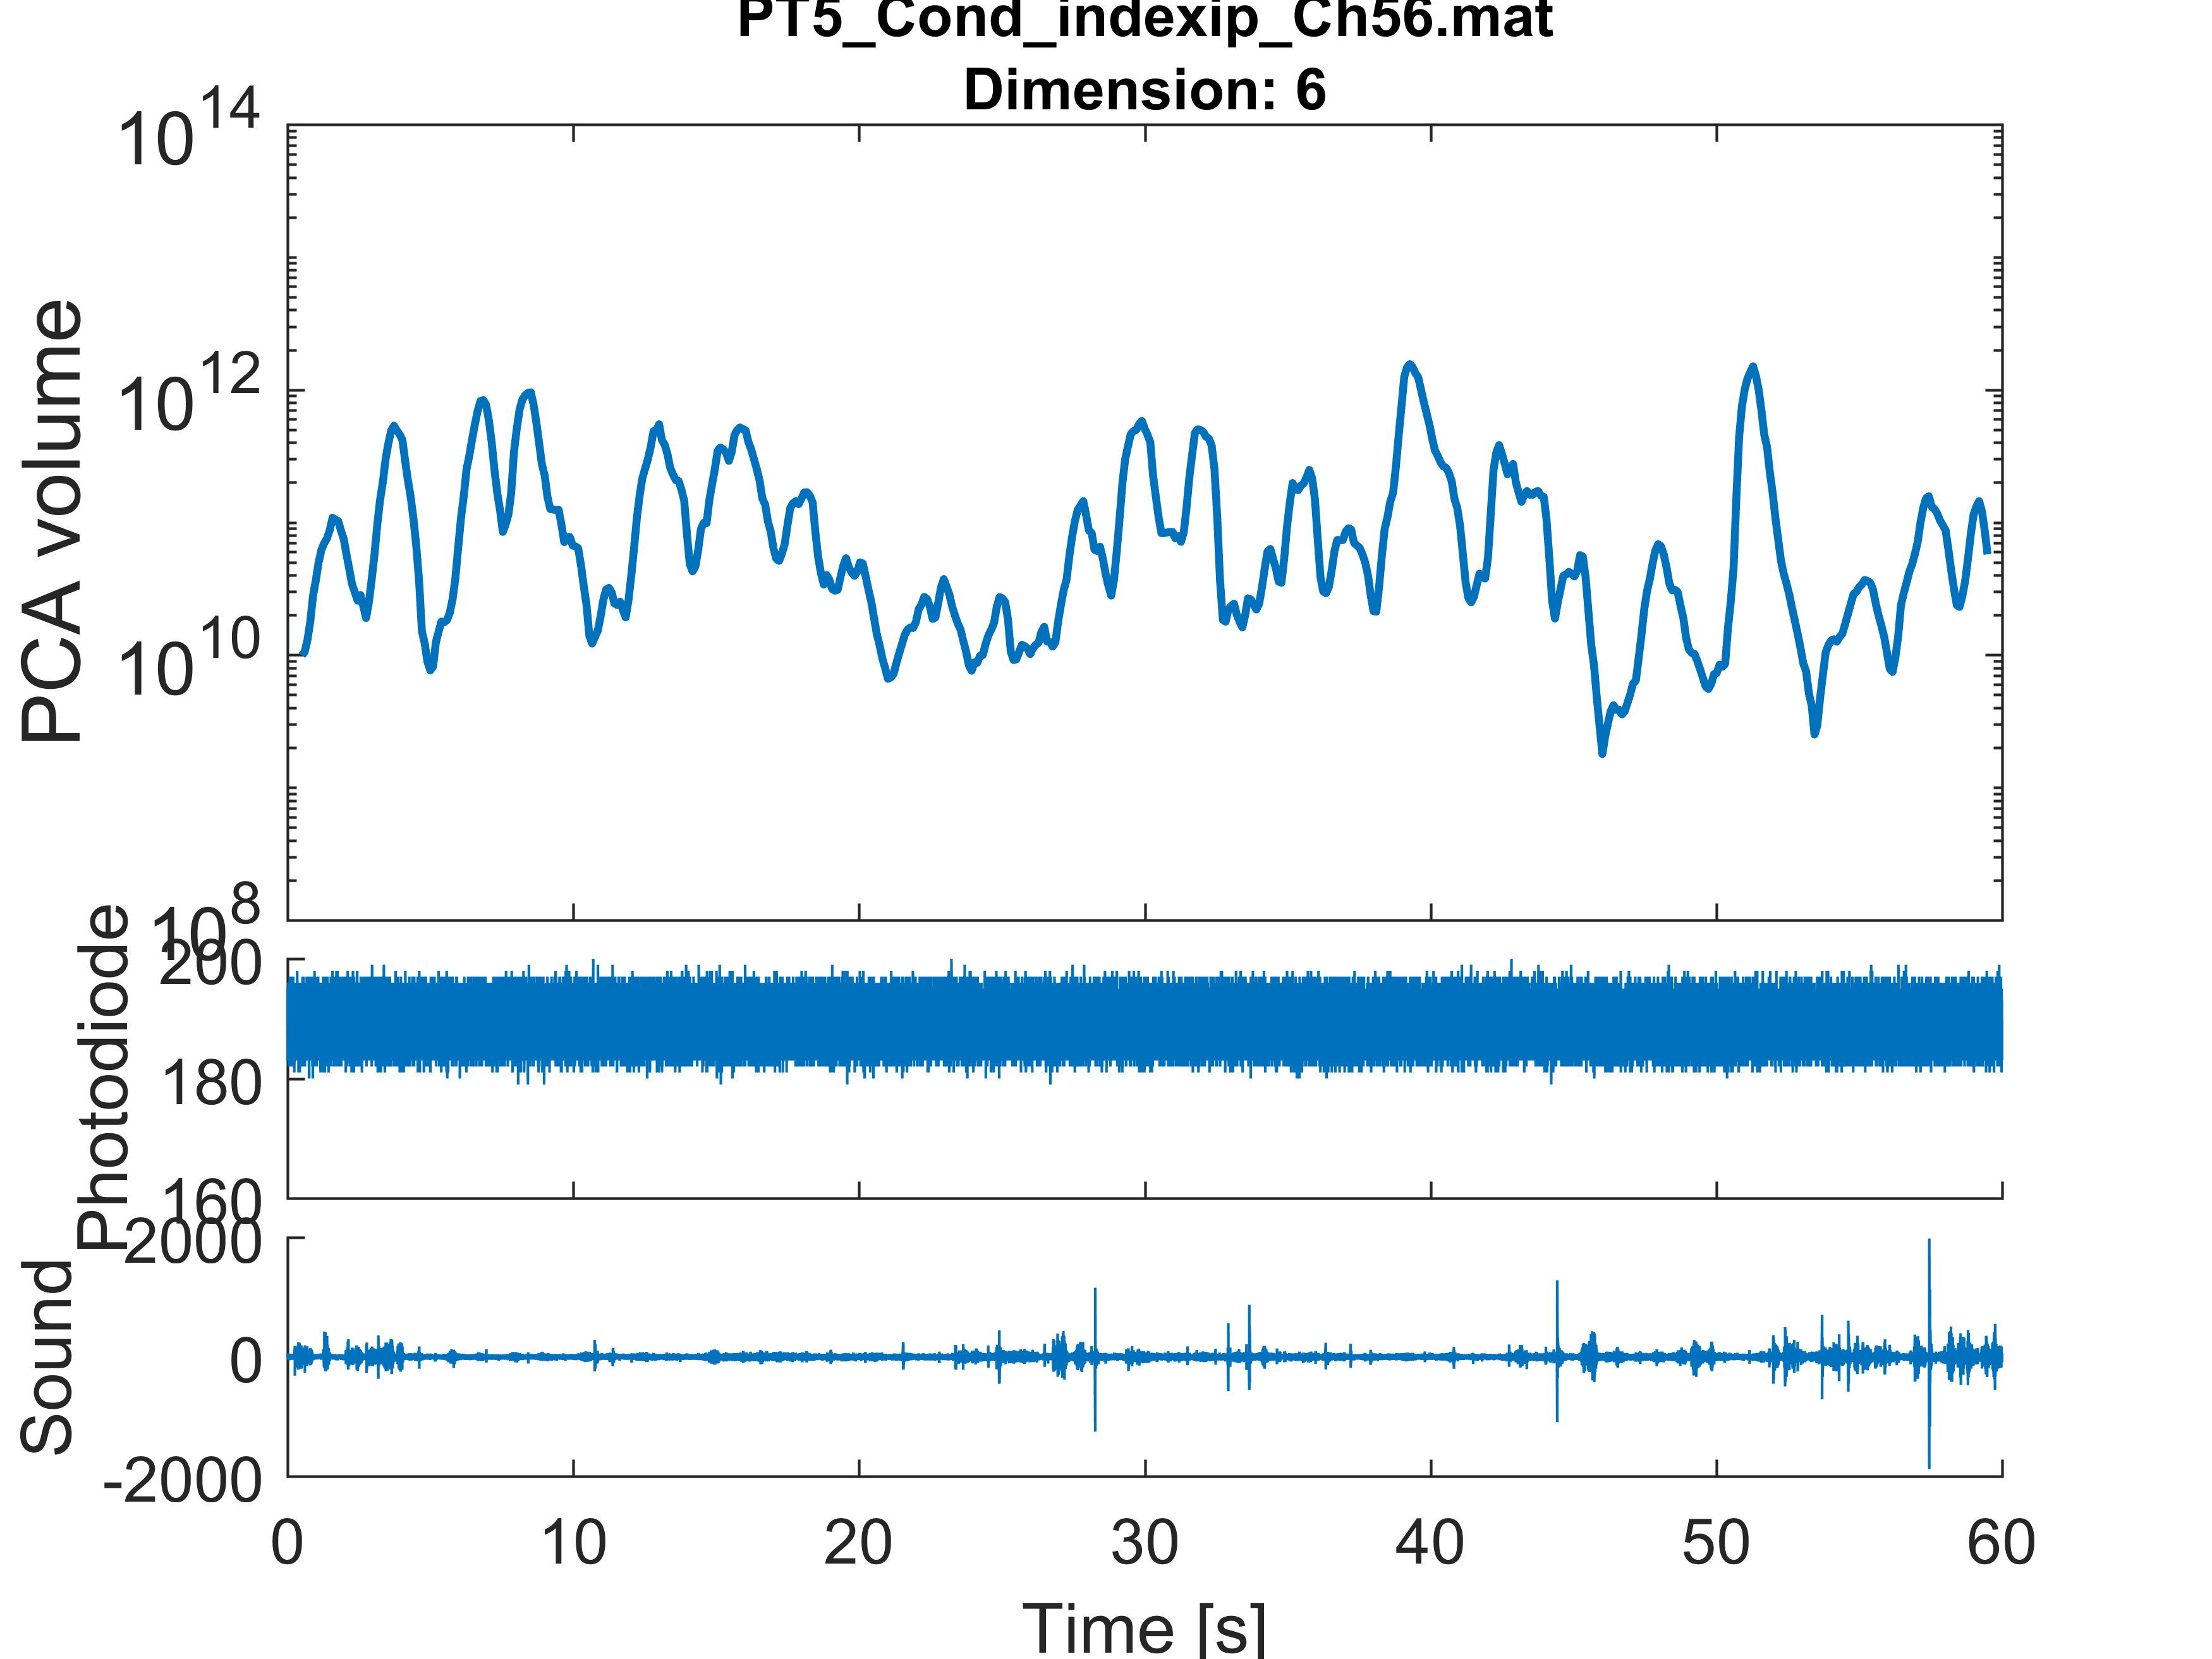 PT5_Cond_indexip_Ch56.mat
Dimension: 6
10^14
10^12
10^10
10^8
PCA volume
200
180
160
Photodiode
2000
0
-2000
Sound
0 10 20 30 40 50 60
Time [s]